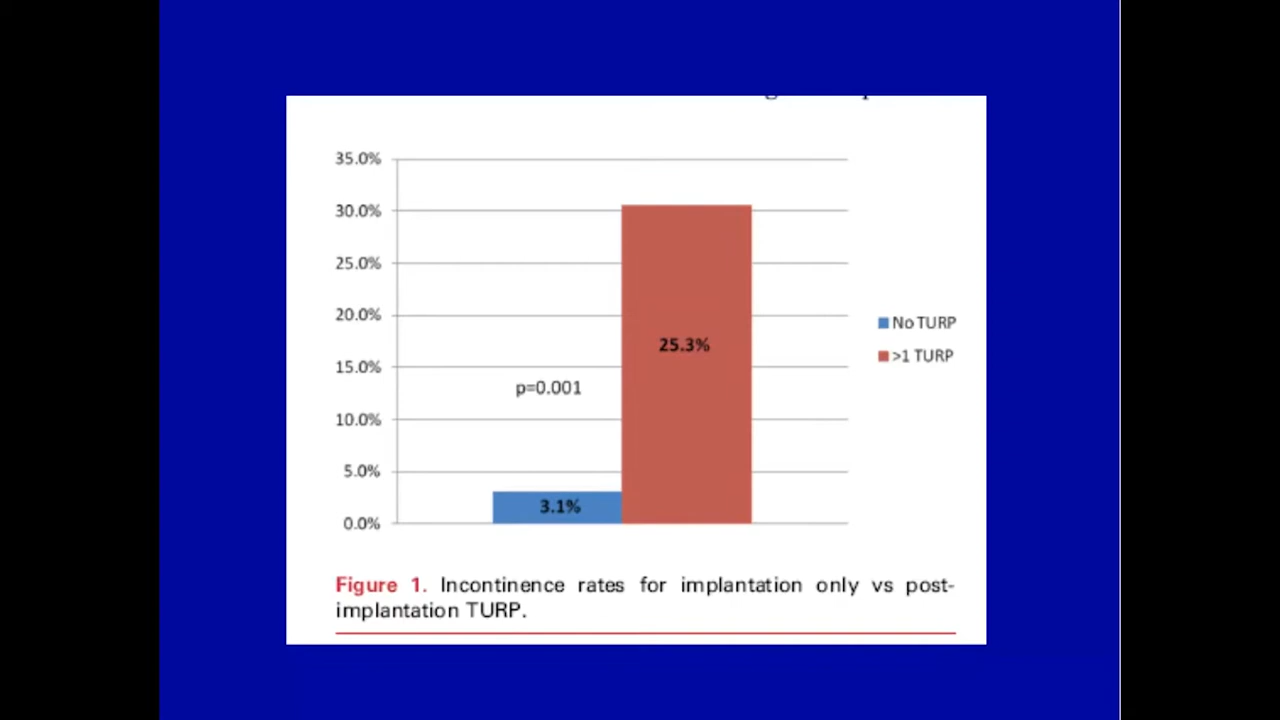 35.0%
30.0%
25.0%
20.0%
15.0%
10.0%
5.0%
0.0%
p=0.001
3.1%
25.3%
No TURP
>1 TURP
Figure 1. Incontinence rates for implantation only vs post-
implantation TURP.